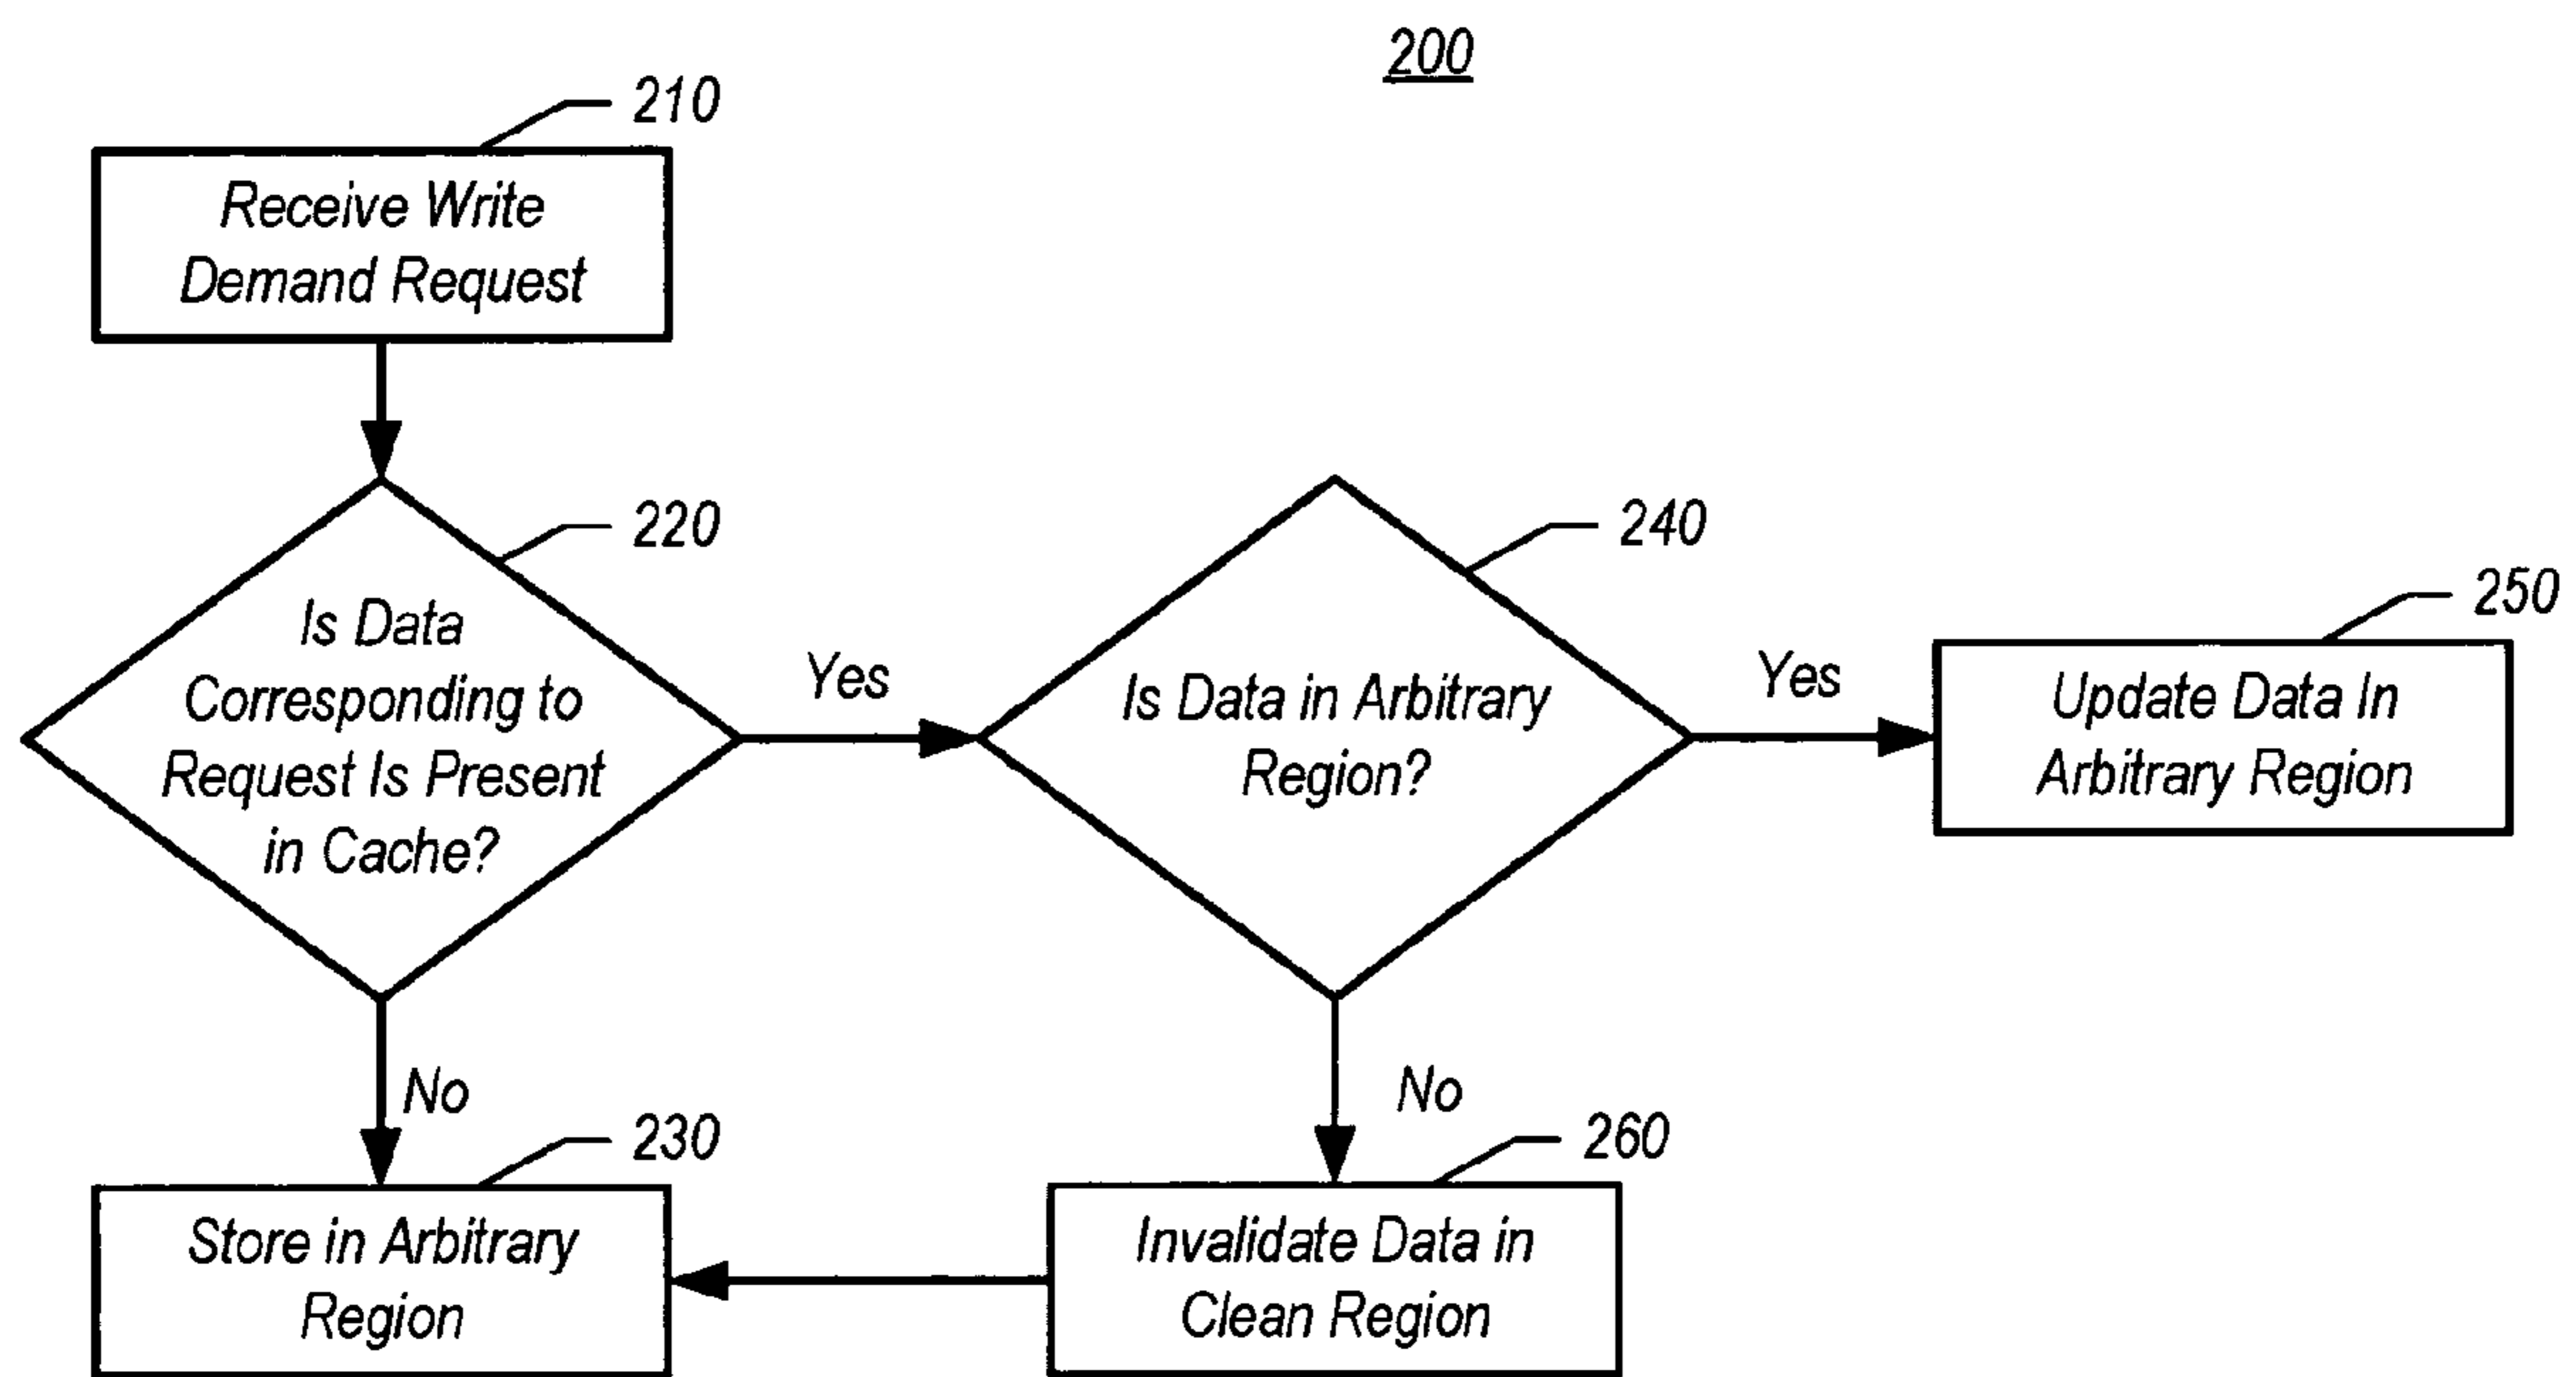 200
210
Receive Write
Demand Request
220
Is Data
Corresponding to
Request Is Present
in Cache?
Yes
240
Is Data in Arbitrary
Region?
Yes
250
Update Data In
Arbitrary Region
No
230
Store in Arbitrary
Region
No
260
Invalidate Data in
Clean Region